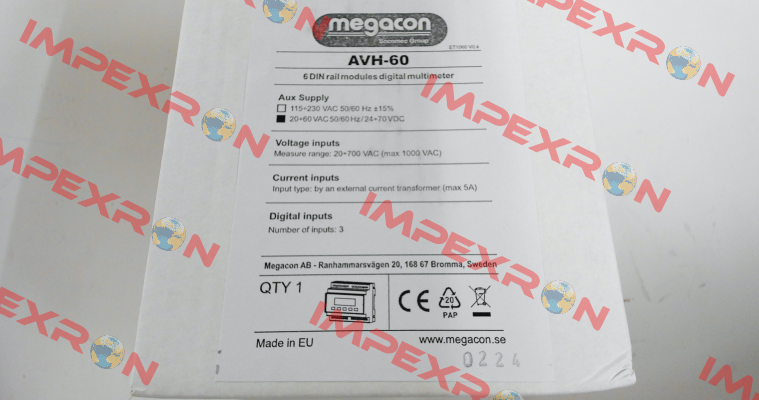 megacon
Socomec Group
ET1060 V0.4
AVH-60
6 DIN rail modules digital multimeter
Aux Supply
115÷230 VAC 50/60 Hz ±15%
20÷60 VAC 50/60 Hz / 24÷70 VDC
Voltage inputs
Measure range: 20÷700 VAC (max 1000 VAC)
Current inputs
Input type: by an external current transformer (max 5A)
Digital inputs
Number of inputs: 3
Megacon AB - Ranhammarsvägen 20, 168 67 Bromma, Sweden
QTY 1
CE
20
PAP
Made in EU
www.megacon.se
0224
IMPEXRON
IMPEXRON
IMPEXRON
IMPEXRON
IMPEXRON
IMPEXRON